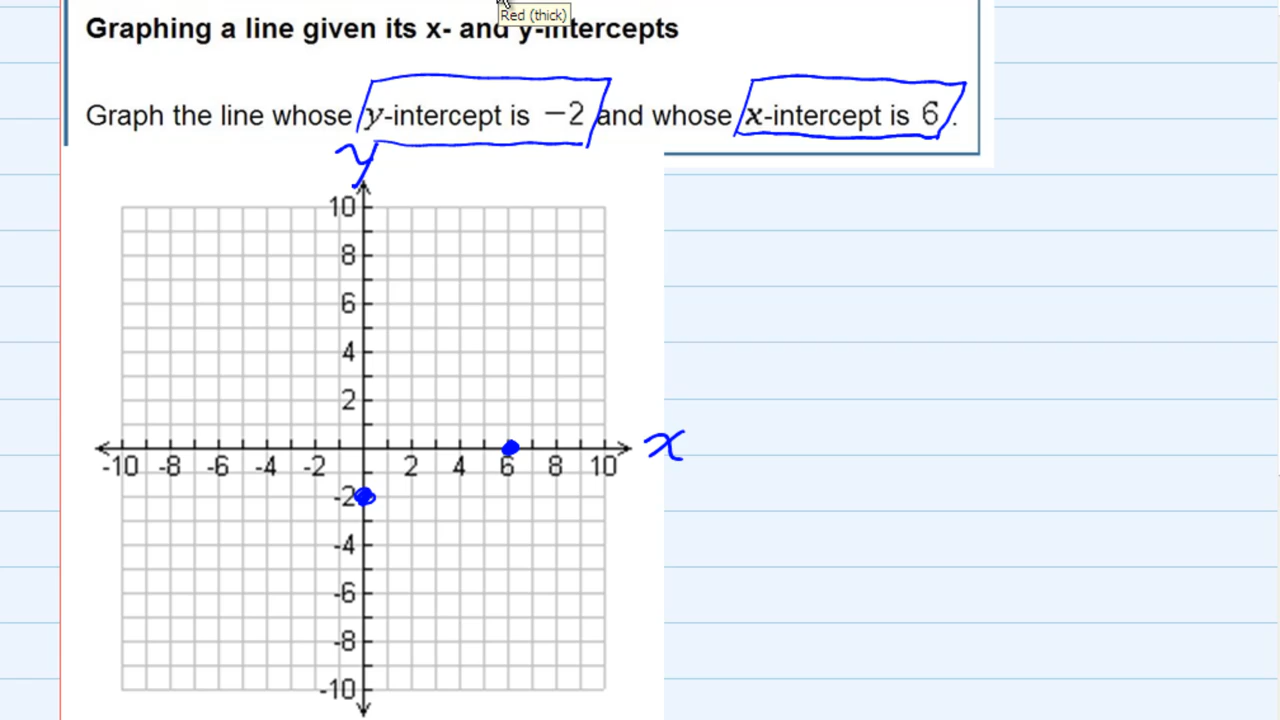 Red (thick)
Graphing a line given its x- and y-intercepts
Graph the line whose y-intercept is −2 and whose x-intercept is 6.
y
10
8
6
4
2
x
-10 -8 -6 -4 -2 2 4 6 8 10
-2
-4
-6
-8
-10